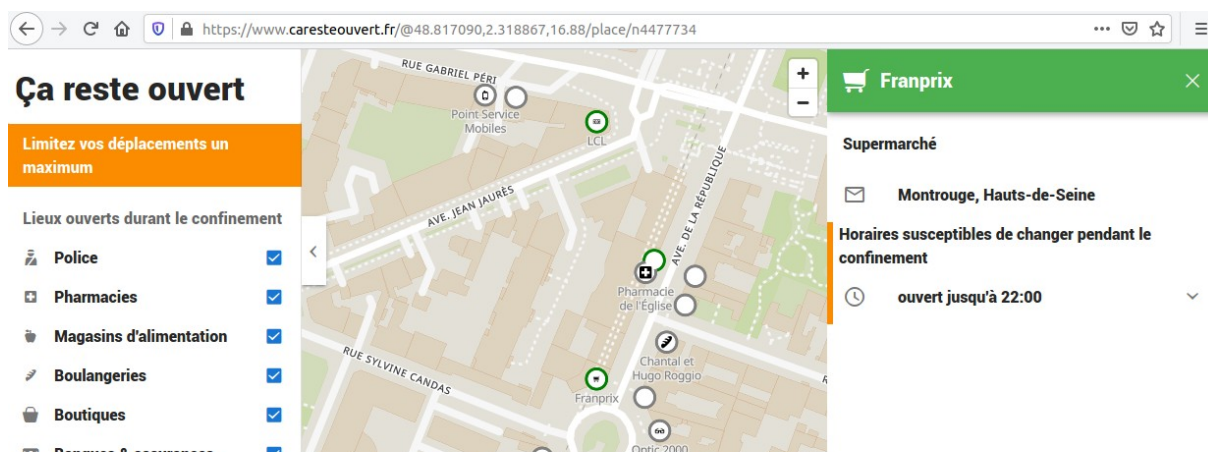 https://www.caresteouvert.fr/@48.817090,2.318867,16.88/place/n4477734
Ça reste ouvert
Limitez vos déplacements un
maximum
Lieux ouverts durant le confinement
Police
Pharmacies
Magasins d'alimentation
Boulangeries
Boutiques
Banques & assurances
RUE GABRIEL PÉRI
Point Service
Mobiles
LCL
AVE. JEAN JAURÈS
AVE. DE LA RÉPUBLIQUE
Pharmacie
de l'Église
Chantal et
Hugo Roggio
RUE SYLVINE CANDAS
Franprix
Optic 2000
+
−
Franprix
Supermarché
Montrouge, Hauts-de-Seine
Horaires susceptibles de changer pendant le
confinement
ouvert jusqu'à 22:00